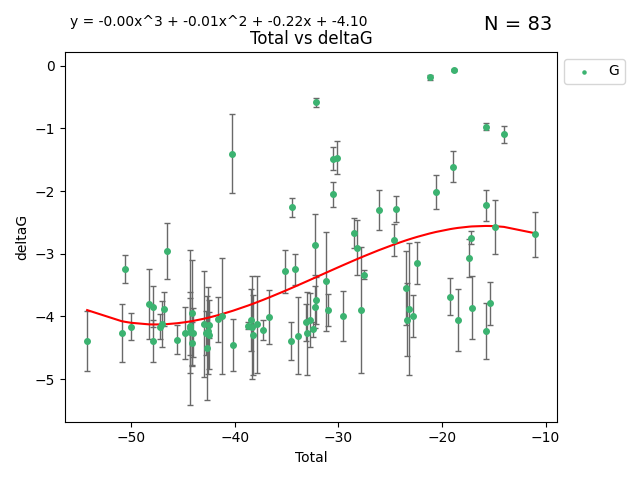 y = -0.00x^3 + -0.01x^2 + -0.22x + -4.10
N = 83
Total vs deltaG
G
0
−1
−2
−3
−4
−5
deltaG
−50 −40 −30 −20 −10
Total